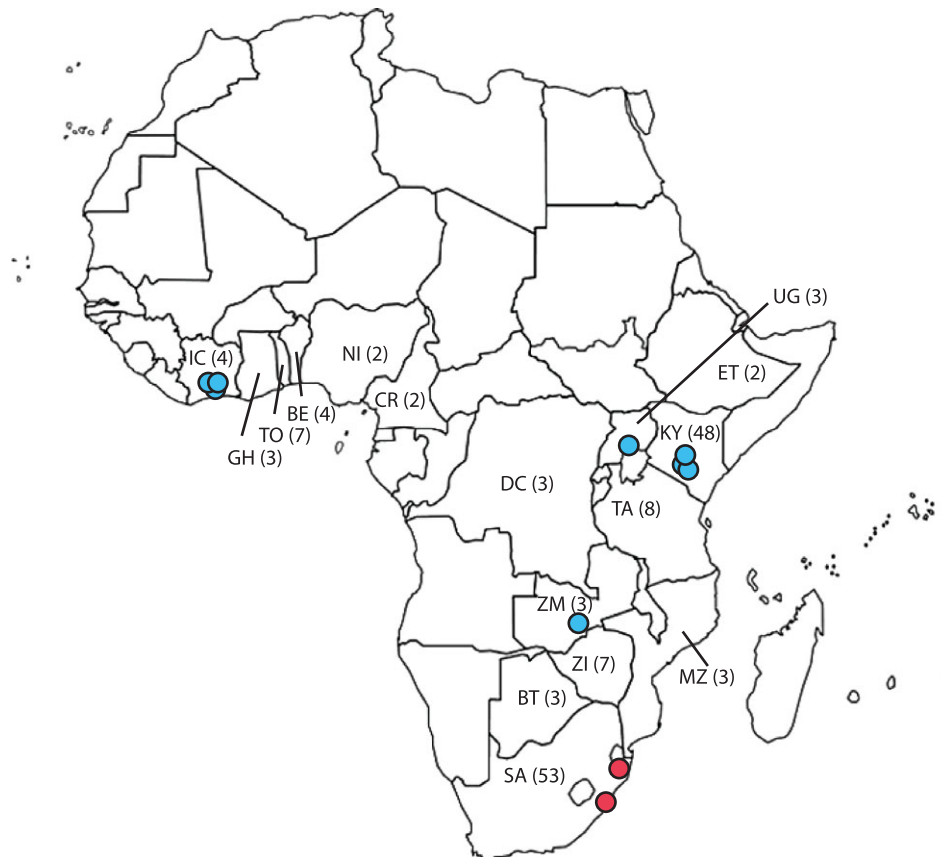 UG (3)
IC (4)
NI (2)
ET (2)
CR (2)
BE (4)
TO (7)
KY (48)
GH (3)
DC (3)
TA (8)
ZM (3)
ZI (7)
MZ (3)
BT (3)
SA (53)